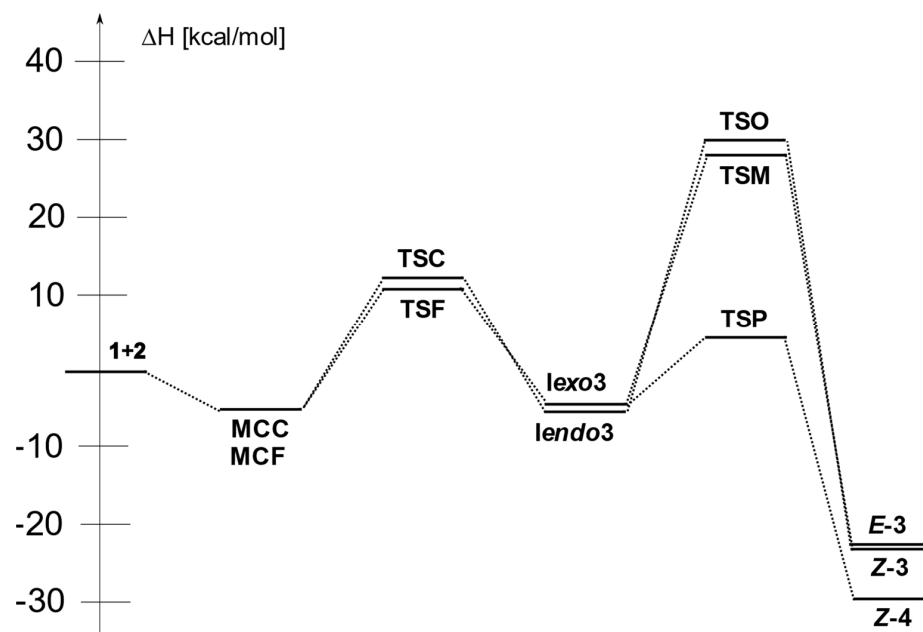 ΔH [kcal/mol]
40
30
20
10
-10
-20
-30
1+2
MCC
MCF
TSC
TSF
Iexo3
Iendo3
TSO
TSM
TSP
E-3
Z-3
Z-4